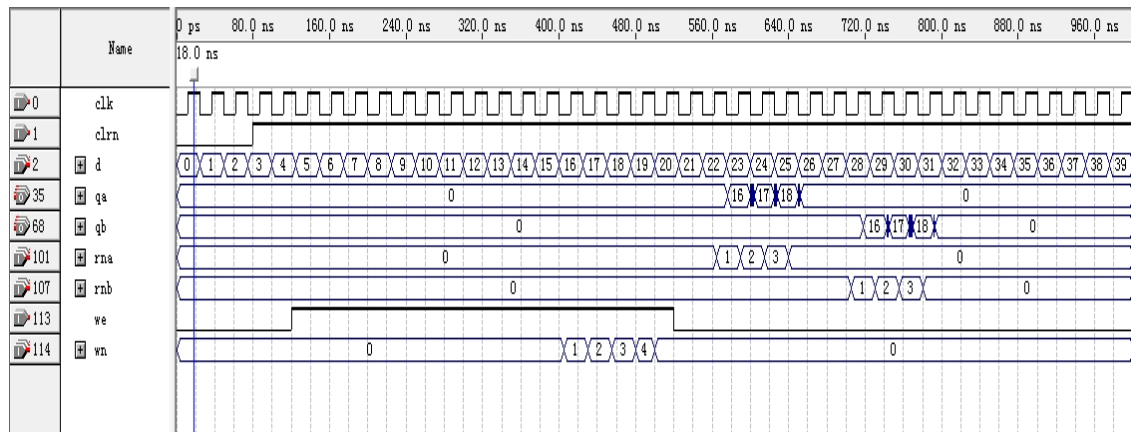 0 ps 80.0 ns 160.0 ns 240.0 ns 320.0 ns 400.0 ns 480.0 ns 560.0 ns 640.0 ns 720.0 ns 800.0 ns 880.0 ns 960.0 ns
Name
18.0 ns
0 clk
1 clrn
2 d 0 1 2 3 4 5 6 7 8 9 10 11 12 13 14 15 16 17 18 19 20 21 22 23 24 25 26 27 28 29 30 31 32 33 34 35 36 37 38 39
35 qa 0 16 17 18 0
68 qb 0 16 17 18 0
101 rna 0 1 2 3 0
107 rnb 0 1 2 3 0
113 we
114 wn 0 1 2 3 4 0